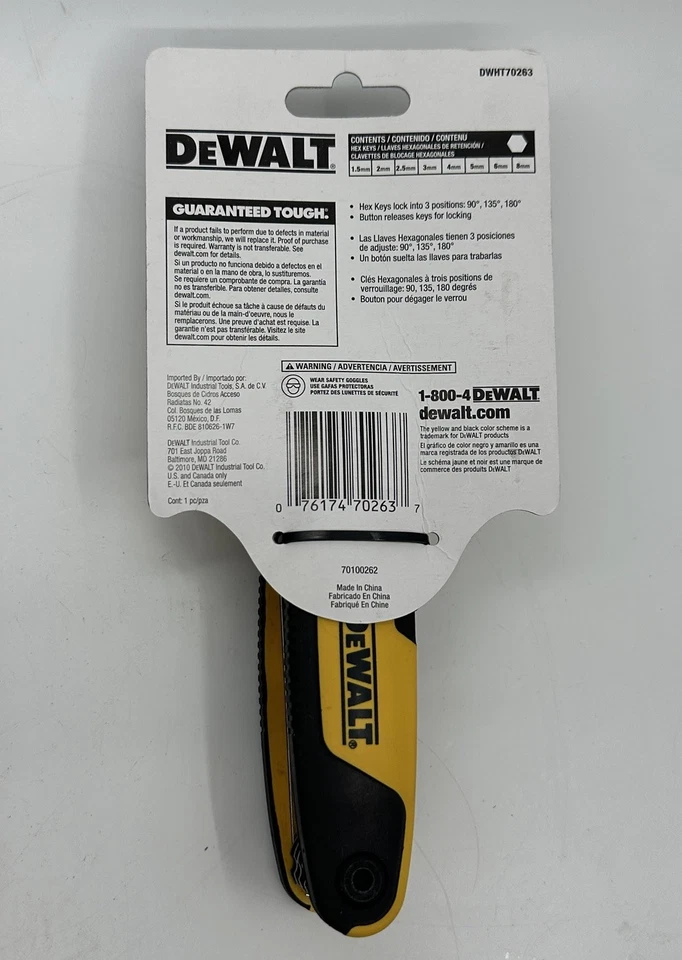 DWHT70263
DEWALT®
CONTENTS / CONTENIDO / CONTENU
HEX KEYS / LLAVES HEXAGONALES DE RETENCIÓN /
CLAVETTES DE BLOCAGE HEXAGONALES
1.5mm 2mm 2.5mm 3mm 4mm 5mm 6mm 8mm
GUARANTEED TOUGH.
If a product fails to perform due to defects in material
or workmanship, we will replace it. Proof of purchase
is required. Warranty is not transferable. See
dewalt.com for details.
Si un producto no funciona debido a defectos en el
material o en la mano de obra, lo sustituremos.
Se requiere un comprobante de compra. La garantía
no es transferible. Para obtener detalles, consulte
dewalt.com.
Si le produit échoue sa tâche à cause de défauts du
matériau ou de la main-d'oeuvre, nous le
remplacerons. Une preuve d'achat est requise. La
garantie n'est pas transférable. Visitez le site
dewalt.com pour obtenir les détails.
• Hex Keys lock into 3 positions: 90°, 135°, 180°
• Button releases keys for locking
• Las Llaves Hexagonales tienen 3 posiciones
de adjuste: 90°, 135°, 180°
• Un botón suelta las llaves para trabarlas
• Clés Hexagonales à trois positions de
verrouillage: 90, 135, 180 degrés
• Bouton pour dégager le verrou
WARNING / ADVERTENCIA / AVERTISSEMENT
WEAR SAFETY GOGGLES
USE GAFAS PROTECTORAS
PORTEZ DES LUNETTES DE SÉCURITÉ
Imported By / Importado por:
DEWALT Industrial Tools, S.A. de C.V.
Bosques de Cidros Acceso
Radiatas No. 42
Col. Bosques de las Lomas
05120 México, D.F.
R.F.C. BDE 810626-1W7
DEWALT Industrial Tool Co.
701 East Joppa Road
Baltimore, MD 21286
© 2010 DEWALT Industrial Tool Co.
U.S. and Canada only
E.-U. Et Canada seulement
Cont: 1 pc/pza
1-800-4 DEWALT
dewalt.com
The yellow and black color scheme is a
trademark for DEWALT products
El gráfico de color negro y amarillo es una
marca registrada de los productos DEWALT
Le schéma jaune et noir est une marque de
commerce des produits DEWALT
0 76174 70263 7
70100262
Made In China
Fabricado En China
Fabriqué En Chine
DEWALT®